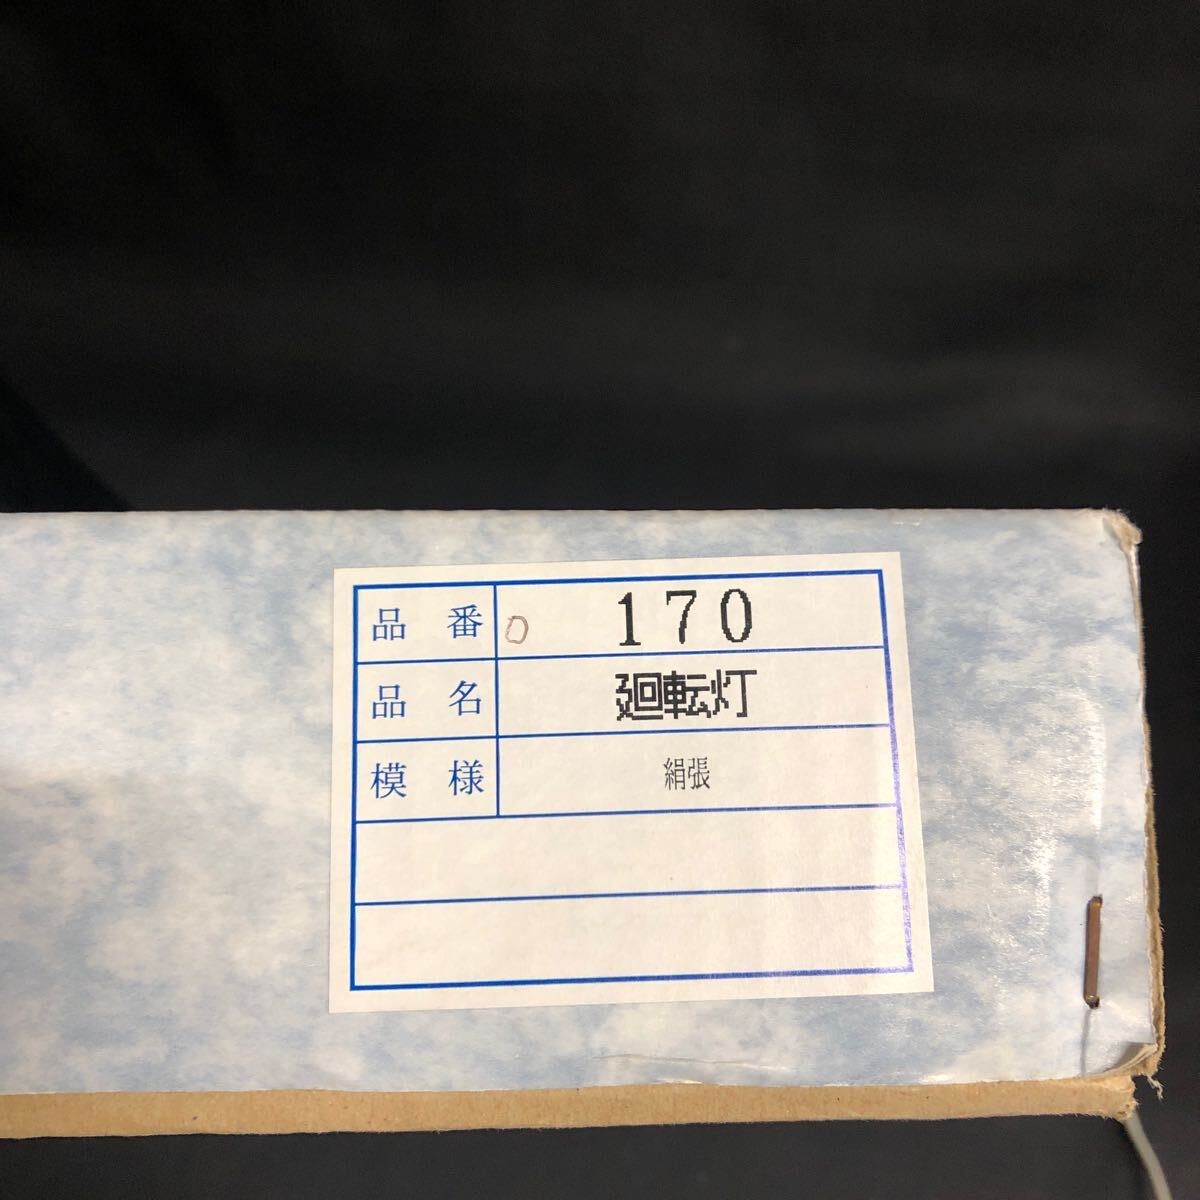 品番 0 170
品名 廻転灯
模様 絹張